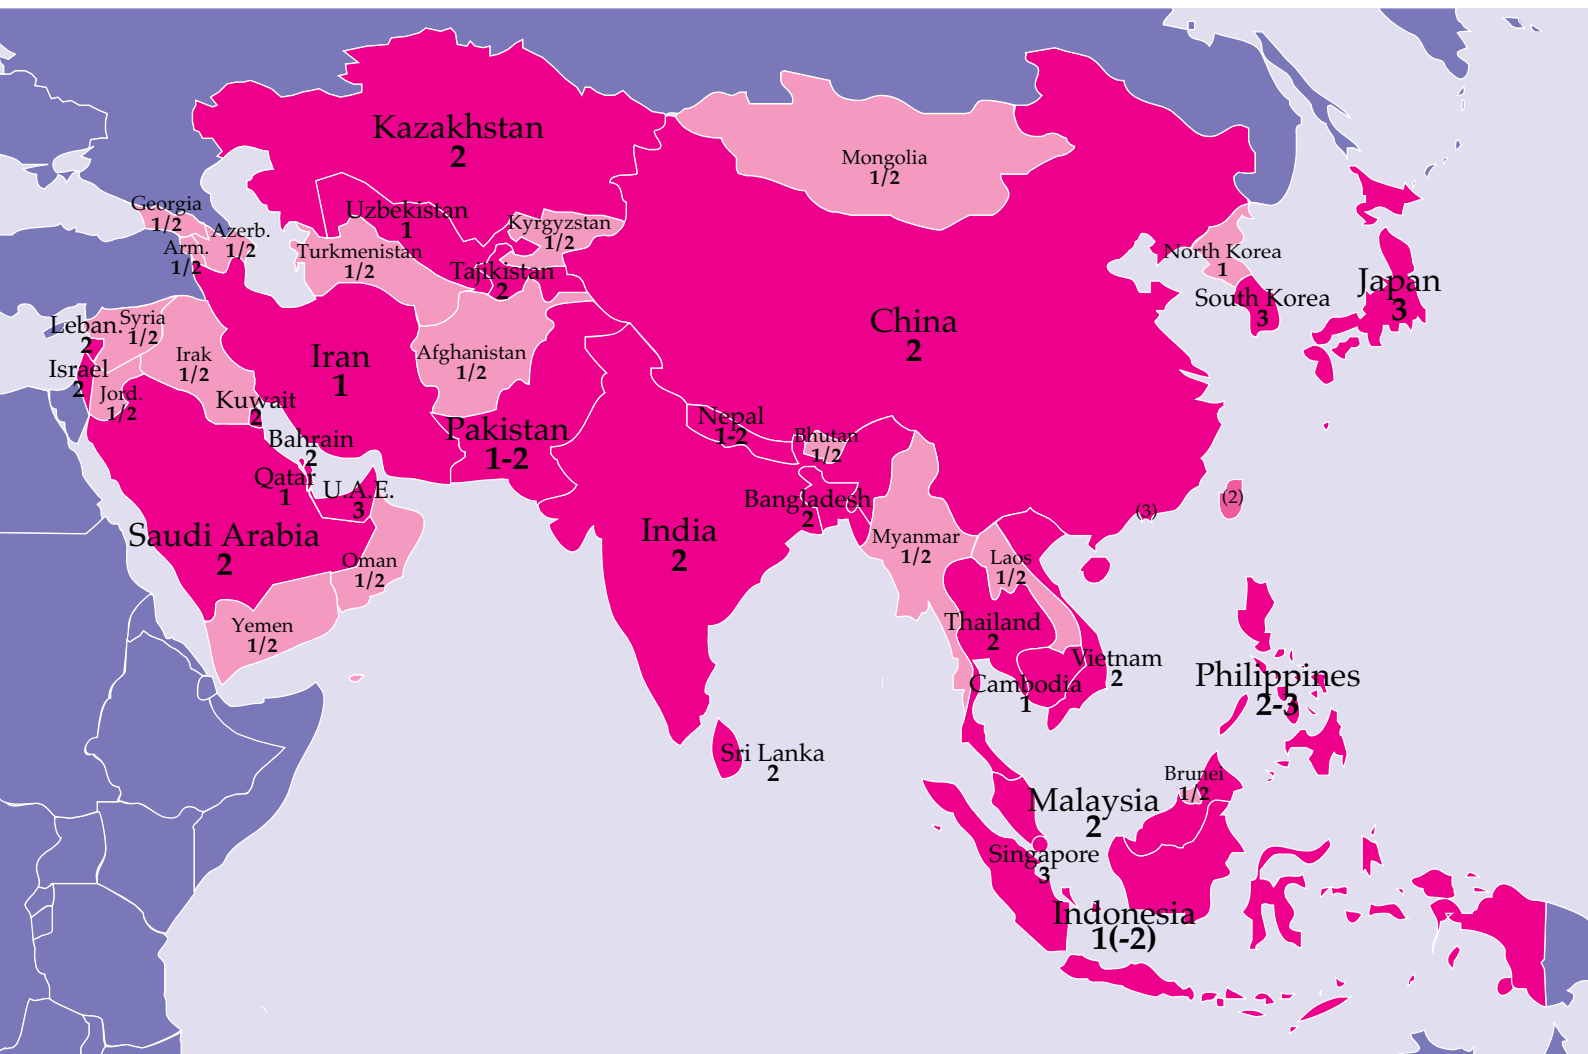 Kazakhstan
2
Mongolia
1/2
Georgia
1/2
Azerb.
1/2
Arm.
1/2
Uzbekistan
1
Kyrgyzstan
1/2
Turkmenistan
1/2
Tajikistan
2
North Korea
1
South Korea
3
Japan
3
China
2
Leban.
2
Syria
1/2
Irak
1/2
Iran
1
Afghanistan
1/2
Israel
2
Jord.
1/2
Kuwait
2
Pakistan
1-2
Nepal
1-2
Bhutan
1/2
Bahrain
2
Qatar
1
U.A.E.
3
Bangladesh
2
(3)
(2)
Saudi Arabia
2
India
2
Myanmar
1/2
Laos
1/2
Oman
1/2
Yemen
1/2
Thailand
2
Vietnam
2
Cambodia
1
Philippines
2-3
Sri Lanka
2
Brunei
1/2
Malaysia
2
Singapore
3
Indonesia
1(-2)